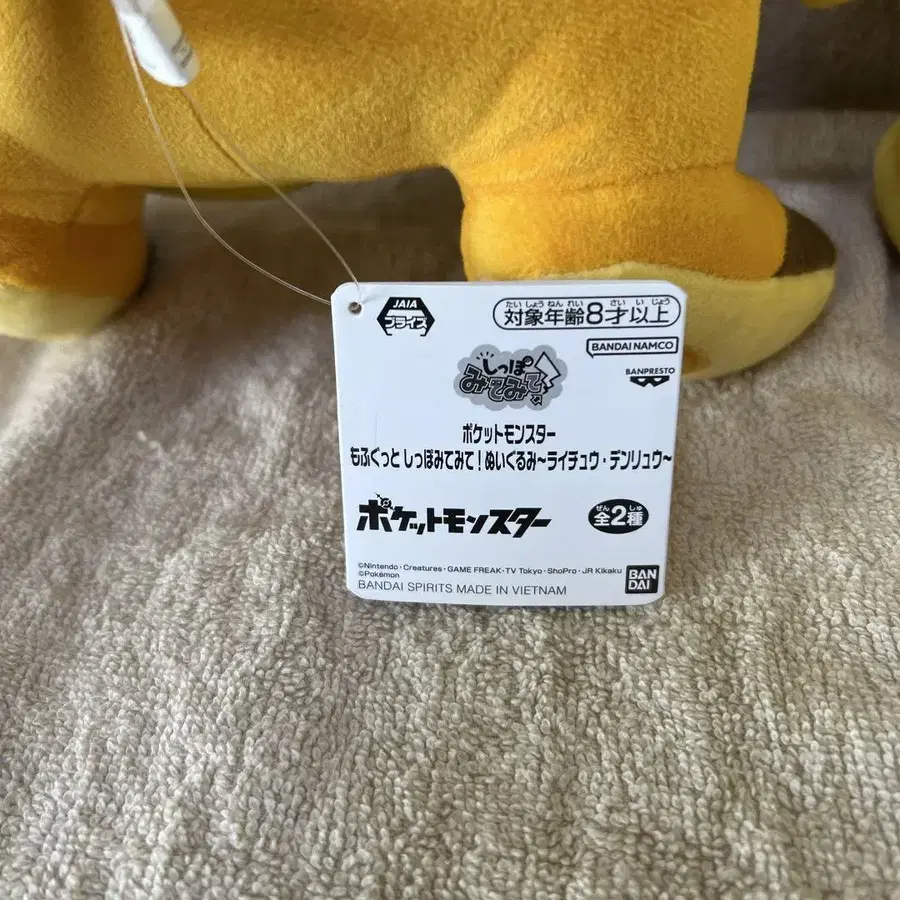 JAIA
プライズ
たいしょうねんれい さいいじょう
対象年齢8才以上
BANDAI NAMCO
BANPRESTO
しっぽ
みてみて!
ポケットモンスター
もふぐっと しっぽみてみて!ぬいぐるみ~ライチュウ・デンリュウ~
ポケットモンスター
ぜん しゅ
全2種
©Nintendo・Creatures・GAME FREAK・TV Tokyo・ShoPro・JR Kikaku
©Pokémon
BANDAI SPIRITS MADE IN VIETNAM
BAN
DAI